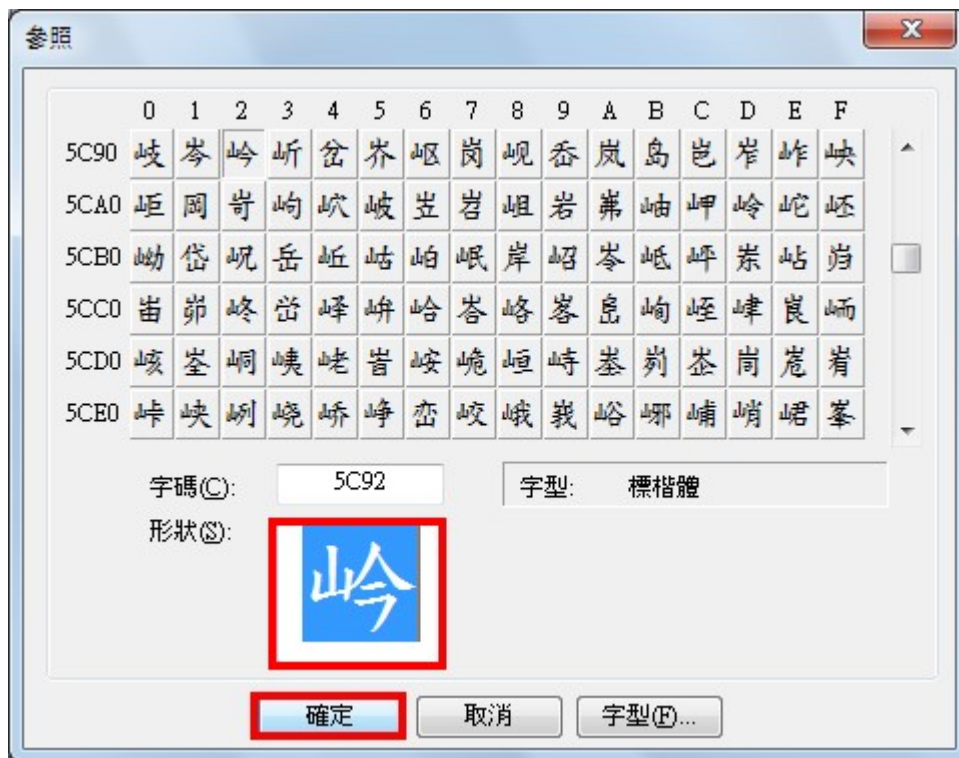 參照
0 1 2 3 4 5 6 7 8 9 A B C D E F
5C90 岐 岑 岒 岓 岔 岕 岖 岗 岘 岙 岚 岛 岜 岝 岞 岟
5CA0 岠 岡 岢 岣 岤 岥 岦 岧 岨 岩 岪 岫 岬 岭 岮 岯
5CB0 岰 岱 岲 岳 岴 岵 岶 岷 岸 岹 岺 岻 岼 岽 岾 岿
5CC0 峀 峁 峂 峃 峄 峅 峆 峇 峈 峉 峊 峋 峌 峍 峎 峏
5CD0 峐 峑 峒 峓 峔 峕 峖 峗 峘 峙 峚 峛 峜 峝 峞 峟
5CE0 峠 峡 峢 峣 峤 峥 峦 峧 峨 峩 峪 峫 峬 峭 峮 峯
字碼(C): 5C92 字型: 標楷體
形狀(S):
岒
確定 取消 字型(F)...